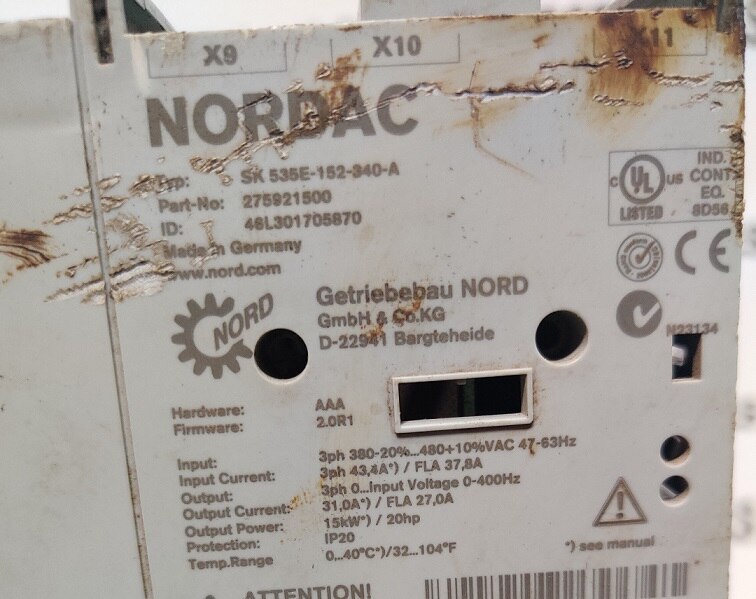 X9 X10 X11
NORDAC
Typ: SK 535E-152-340-A
Part-No: 275921500
ID: 46L301705870
Made in Germany
www.nord.com
UL
C US
LISTED
IND.
CONT
EQ.
8D56
CE
N23134
NORD
Getriebebau NORD
GmbH & Co.KG
D-22941 Bargteheide
Hardware: AAA
Firmware: 2.0R1
Input: 3ph 380-20%...480+10%VAC 47-63Hz
Input Current: 3ph 43,4A*) / FLA 37,8A
Output: 3ph 0...Input Voltage 0-400Hz
Output Current: 31,0A*) / FLA 27,0A
Output Power: 15kW*) / 20hp
Protection: IP20
Temp.Range 0...40°C*)/32...104°F
*) see manual
ATTENTION!